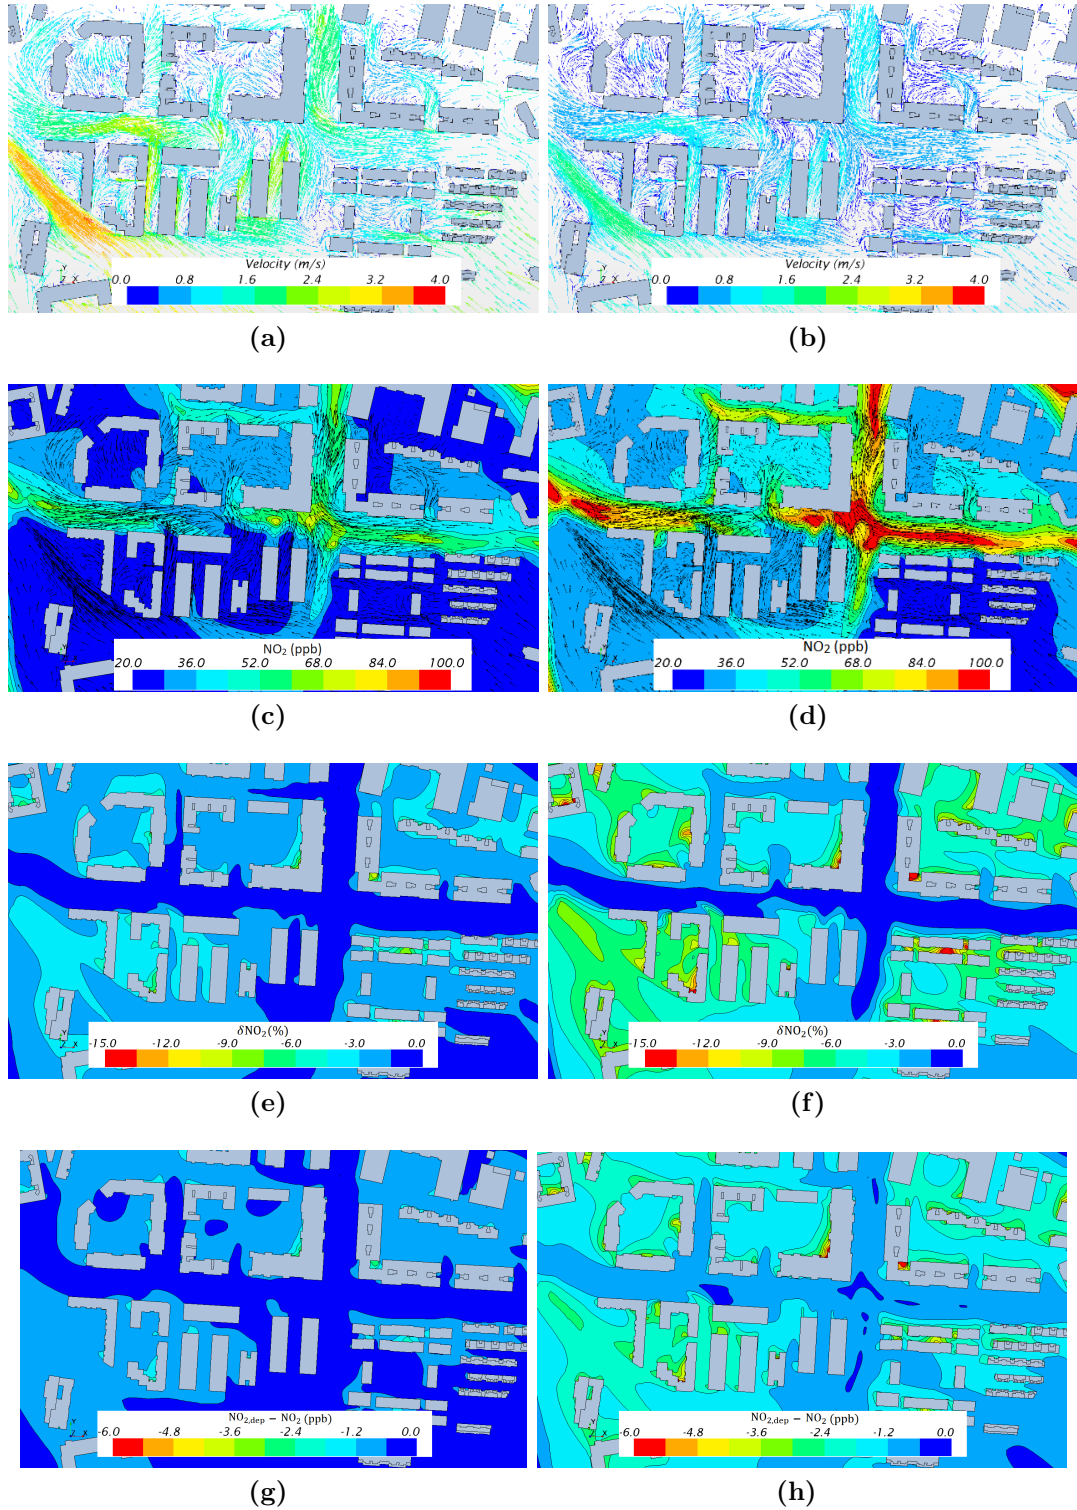 Velocity (m/s)
0.0 0.8 1.6 2.4 3.2 4.0
Velocity (m/s)
0.0 0.8 1.6 2.4 3.2 4.0
(a) (b)
NO₂ (ppb)
20.0 36.0 52.0 68.0 84.0 100.0
NO₂ (ppb)
20.0 36.0 52.0 68.0 84.0 100.0
(c) (d)
δNO₂(%)
-15.0 -12.0 -9.0 -6.0 -3.0 0.0
δNO₂(%)
-15.0 -12.0 -9.0 -6.0 -3.0 0.0
(e) (f)
NO₂,dep − NO₂ (ppb)
-6.0 -4.8 -3.6 -2.4 -1.2 0.0
NO₂,dep − NO₂ (ppb)
-6.0 -4.8 -3.6 -2.4 -1.2 0.0
(g) (h)